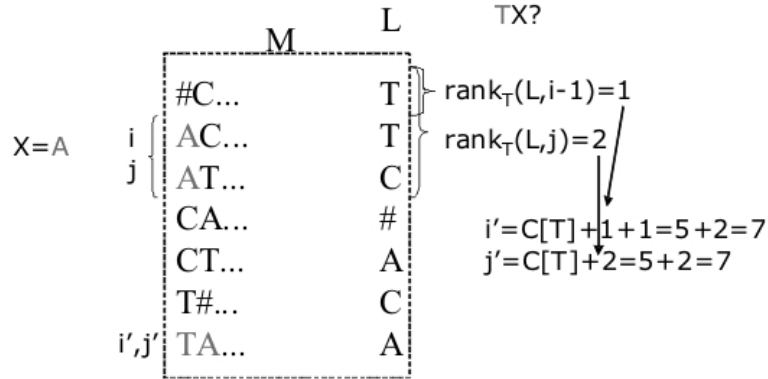 L
TX?
M
#C... T rank_T(L,i-1)=1
i AC... T rank_T(L,j)=2
X=A
j AT... C
CA... # i′=C[T]+1+1=5+2=7
CT... A j′=C[T]+2=5+2=7
T#... C
i′,j′ TA... A